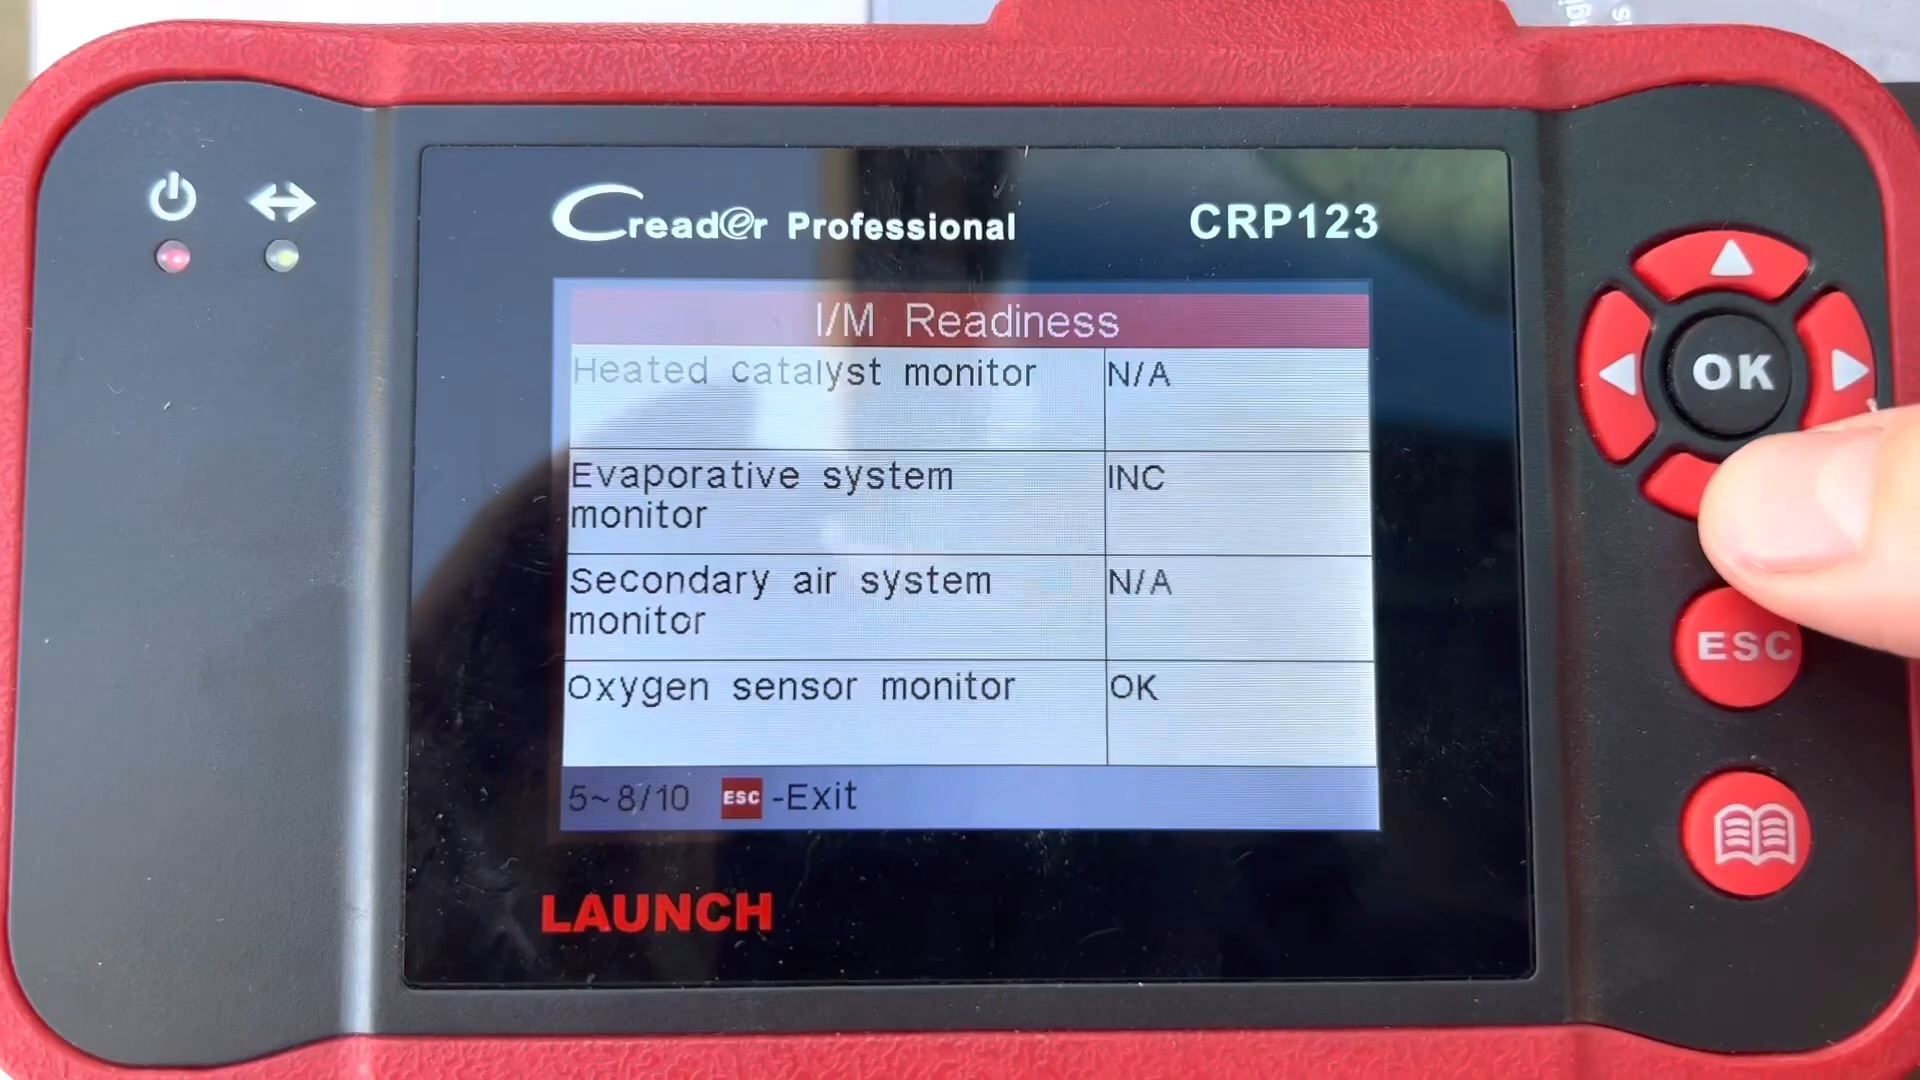 Creader Professional CRP123
I/M Readiness
Heated catalyst monitor N/A
Evaporative system INC
monitor
Secondary air system N/A
monitor
Oxygen sensor monitor OK
5~8/10 ESC -Exit
LAUNCH
OK
ESC